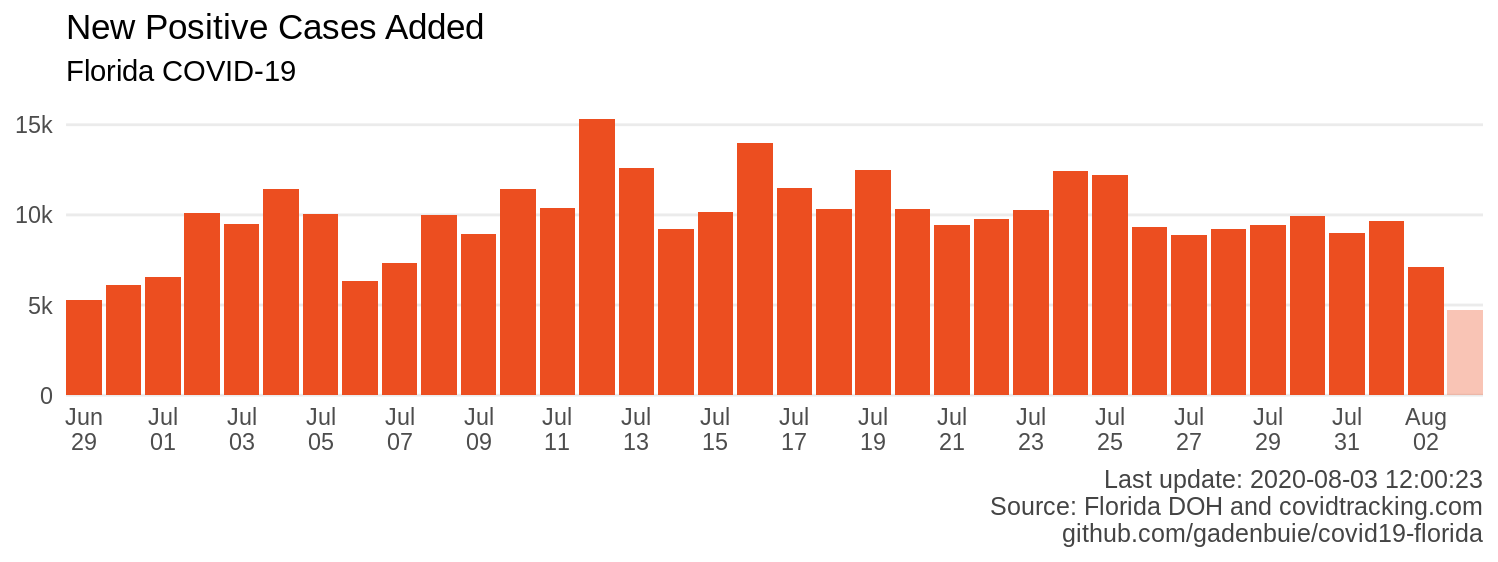 New Positive Cases Added
Florida COVID-19
15k
10k
5k
0
Jun Jul Jul Jul Jul Jul Jul Jul Jul Jul Jul Jul Jul Jul Jul Jul Jul Aug
29 01 03 05 07 09 11 13 15 17 19 21 23 25 27 29 31 02
Last update: 2020-08-03 12:00:23
Source: Florida DOH and covidtracking.com
github.com/gadenbuie/covid19-florida